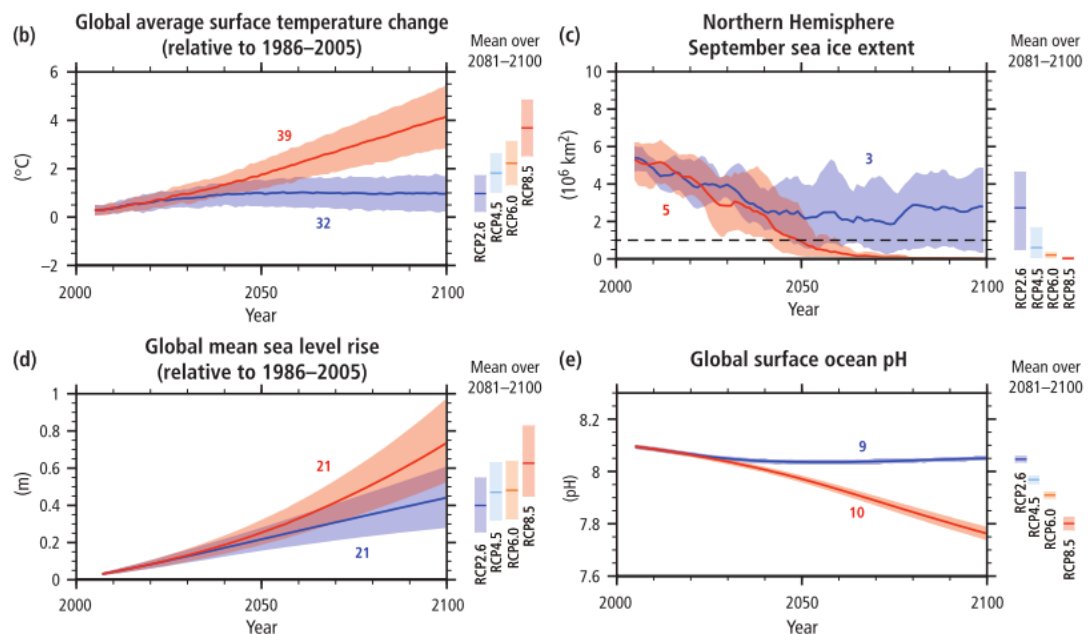 (b)
Global average surface temperature change
(relative to 1986–2005)
Mean over
2081–2100
6
4
2
0
−2
(°C)
39
32
2000
2050
2100
Year
RCP2.6
RCP4.5
RCP6.0
RCP8.5
(c)
Northern Hemisphere
September sea ice extent
Mean over
2081–2100
10
8
6
4
2
0
(10⁶ km²)
3
5
2000
2050
2100
Year
RCP2.6
RCP4.5
RCP6.0
RCP8.5
(d)
Global mean sea level rise
(relative to 1986–2005)
Mean over
2081–2100
1
0.8
0.6
0.4
0.2
0
(m)
21
21
2000
2050
2100
Year
RCP2.6
RCP4.5
RCP6.0
RCP8.5
(e)
Global surface ocean pH
Mean over
2081–2100
8.2
8
7.8
7.6
(pH)
9
10
2000
2050
2100
Year
RCP2.6
RCP4.5
RCP6.0
RCP8.5